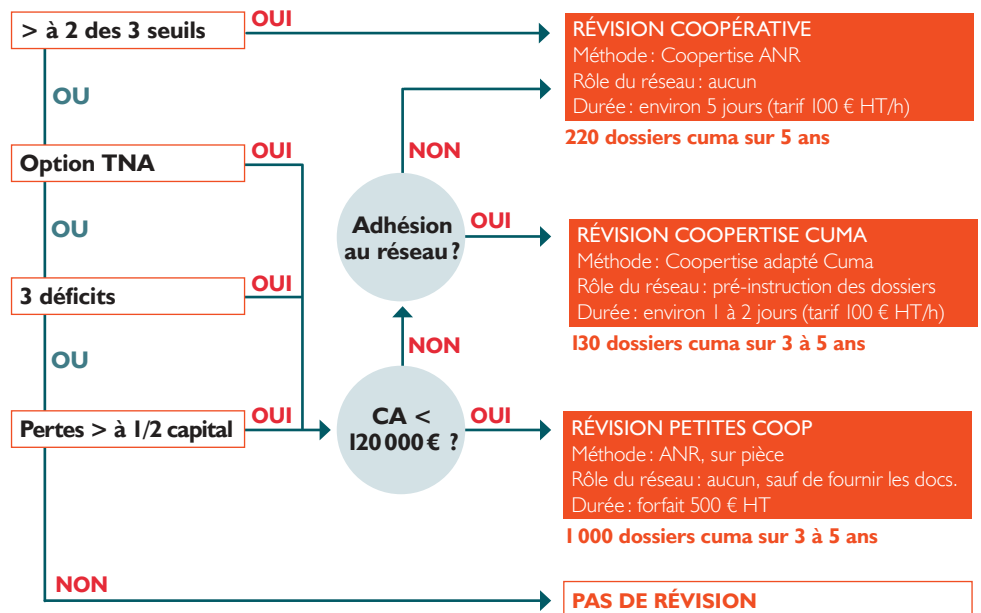 > à 2 des 3 seuils
OUI
RÉVISION COOPÉRATIVE
Méthode : Coopertise ANR
Rôle du réseau : aucun
Durée : environ 5 jours (tarif 100 € HT/h)
220 dossiers cuma sur 5 ans
OU
Option TNA
OUI
NON
Adhésion
au réseau ?
OUI
RÉVISION COOPERTISE CUMA
Méthode : Coopertise adapté Cuma
Rôle du réseau : pré-instruction des dossiers
Durée : environ 1 à 2 jours (tarif 100 € HT/h)
130 dossiers cuma sur 3 à 5 ans
OU
3 déficits
OUI
NON
OU
Pertes > à 1/2 capital
OUI
CA <
120 000 € ?
OUI
RÉVISION PETITES COOP
Méthode : ANR, sur pièce
Rôle du réseau : aucun, sauf de fournir les docs.
Durée : forfait 500 € HT
1 000 dossiers cuma sur 3 à 5 ans
NON
PAS DE RÉVISION